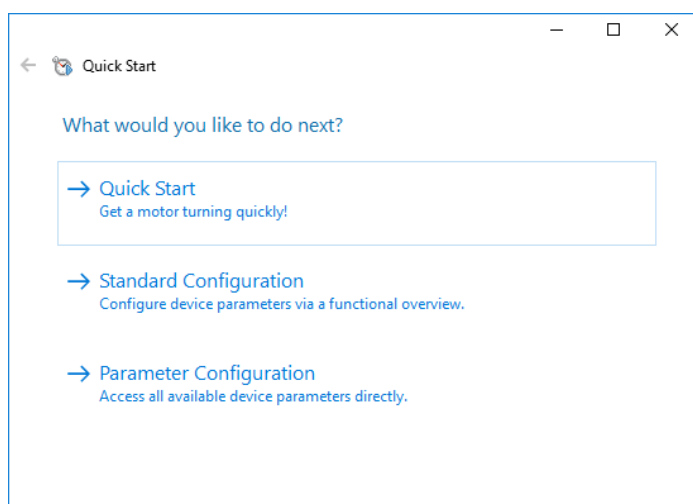 Quick Start
What would you like to do next?
Quick Start
Get a motor turning quickly!
Standard Configuration
Configure device parameters via a functional overview.
Parameter Configuration
Access all available device parameters directly.